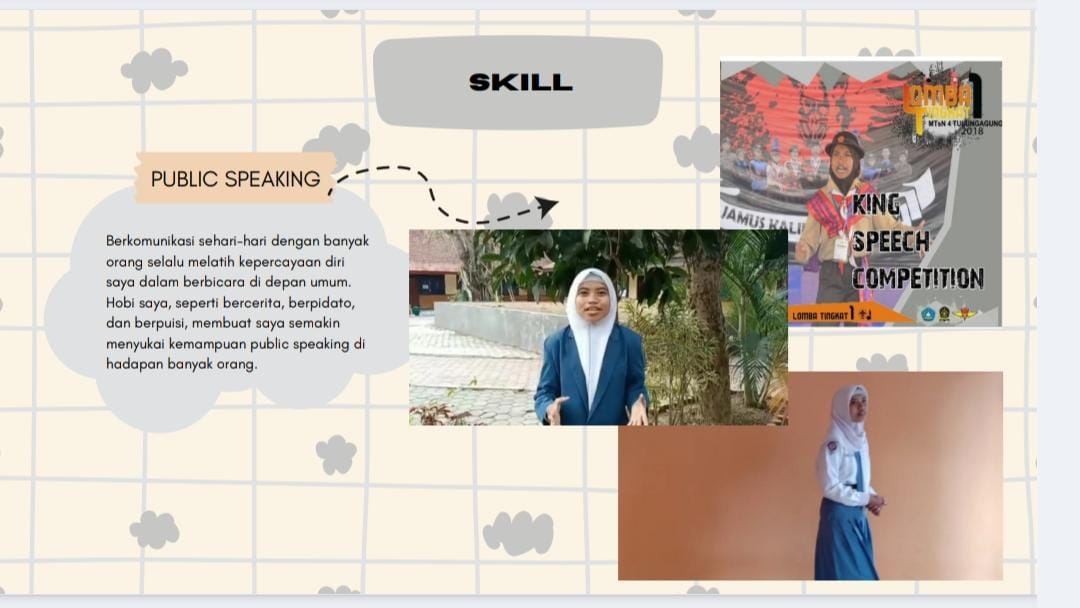 SKILL
PUBLIC SPEAKING
Berkomunikasi sehari-hari dengan banyak
orang selalu melatih kepercayaan diri
saya dalam berbicara di depan umum.
Hobi saya, seperti bercerita, berpidato,
dan berpuisi, membuat saya semakin
menyukai kemampuan public speaking di
hadapan banyak orang.
LOMBA
TINGKAT 1
MTsN 4 TULUNGAGUNG
2018
JAMUS KALI
KING
SPEECH
COMPETITION
LOMBA TINGKAT 1